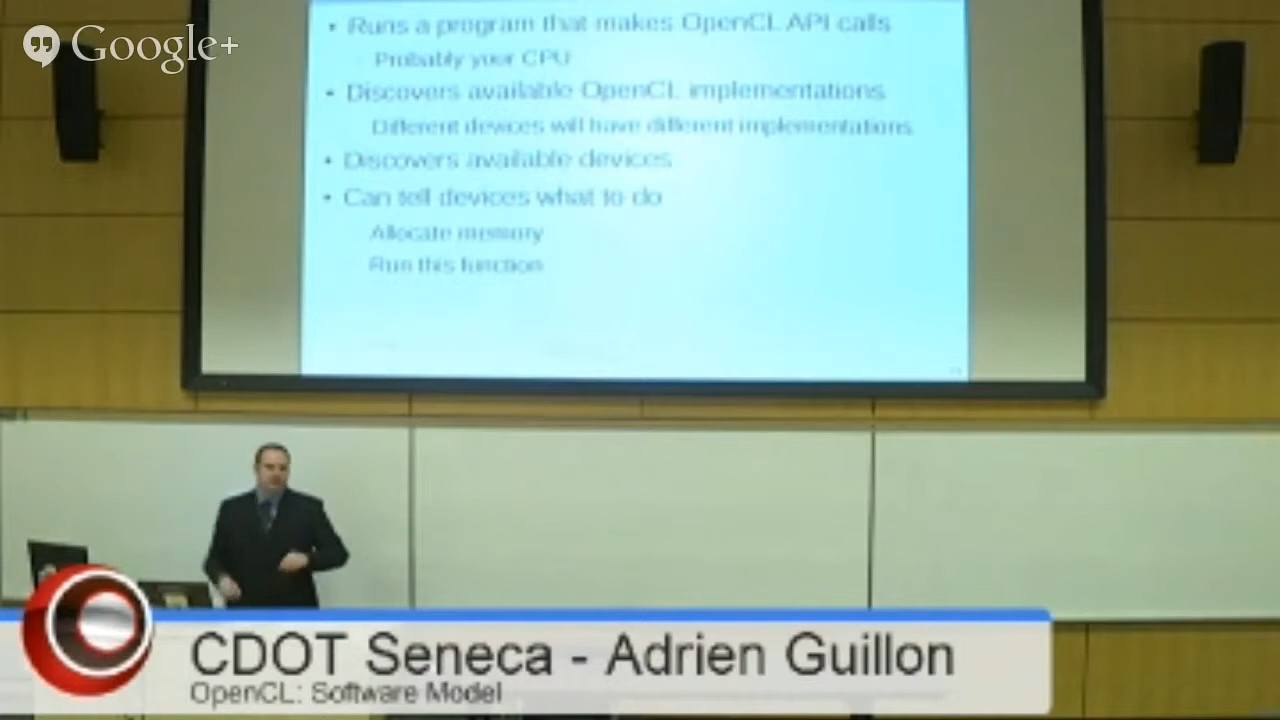 Google+
• Runs a program that makes OpenCL API calls
Probably your CPU
• Discovers available OpenCL implementations
Different devices will have different implementations
• Discovers available devices
• Can tell devices what to do
Allocate memory
Run this function
CDOT Seneca - Adrien Guillon
OpenCL: Software Model